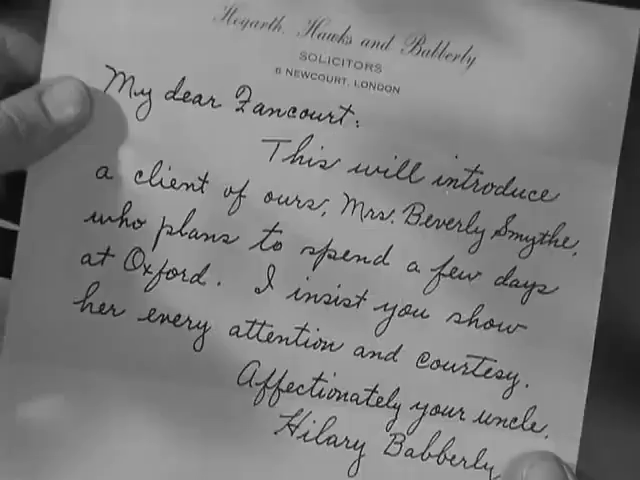 Hogarth, Hawks and Babberly
SOLICITORS
6 NEWCOURT, LONDON
My dear Fancourt:
This will introduce
a client of ours, Mrs. Beverly Smythe,
who plans to spend a few days
at Oxford. I insist you show
her every attention and courtesy.
Affectionately your uncle,
Hilary Babberly